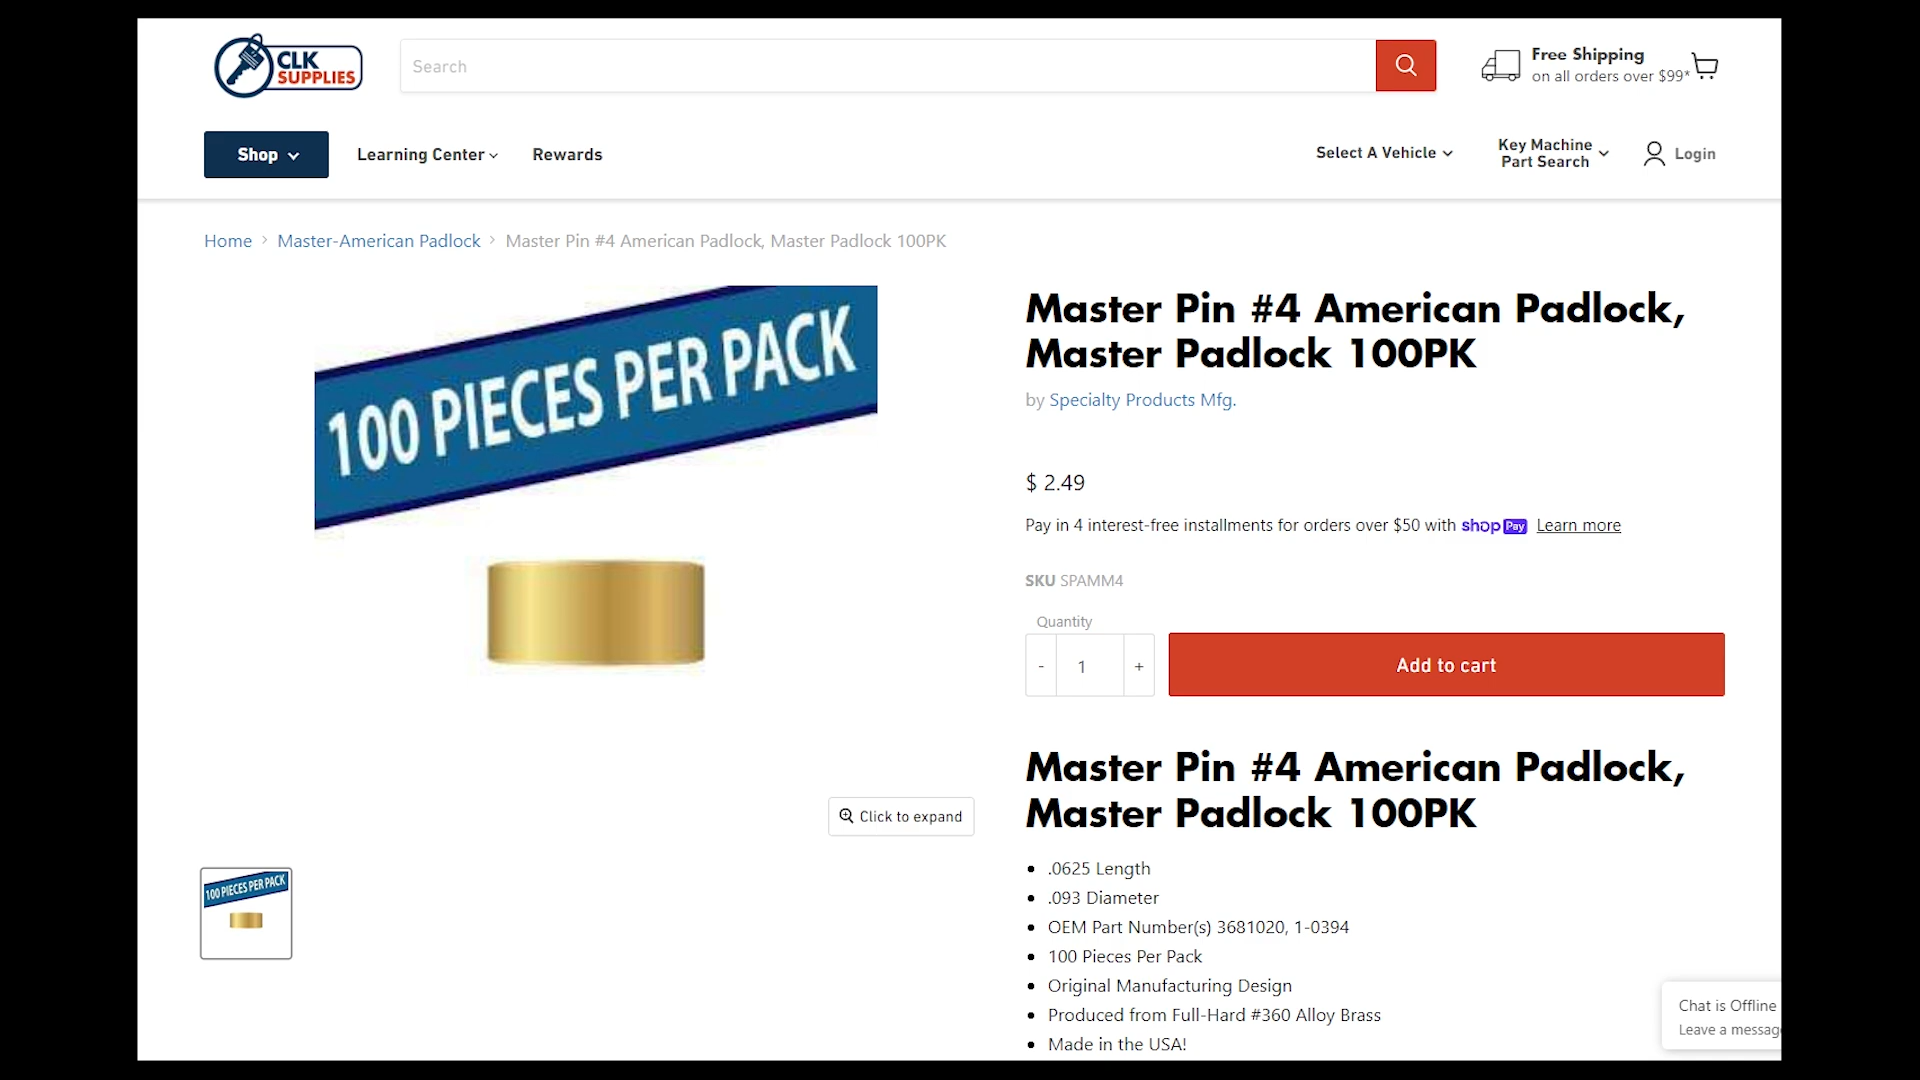 CLK
SUPPLIES
Search
Free Shipping
on all orders over $99*
Shop
Learning Center
Rewards
Select A Vehicle
Key Machine
Part Search
Login
Home > Master-American Padlock > Master Pin #4 American Padlock, Master Padlock 100PK
100 PIECES PER PACK
Click to expand
100 PIECES PER PACK
Master Pin #4 American Padlock,
Master Padlock 100PK
by Specialty Products Mfg.
$ 2.49
Pay in 4 interest-free installments for orders over $50 with shop Pay Learn more
SKU SPAMM4
Quantity
- 1 +
Add to cart
Master Pin #4 American Padlock,
Master Padlock 100PK
• .0625 Length
• .093 Diameter
• OEM Part Number(s) 3681020, 1-0394
• 100 Pieces Per Pack
• Original Manufacturing Design
• Produced from Full-Hard #360 Alloy Brass
• Made in the USA!
Chat is Offline
Leave a messag